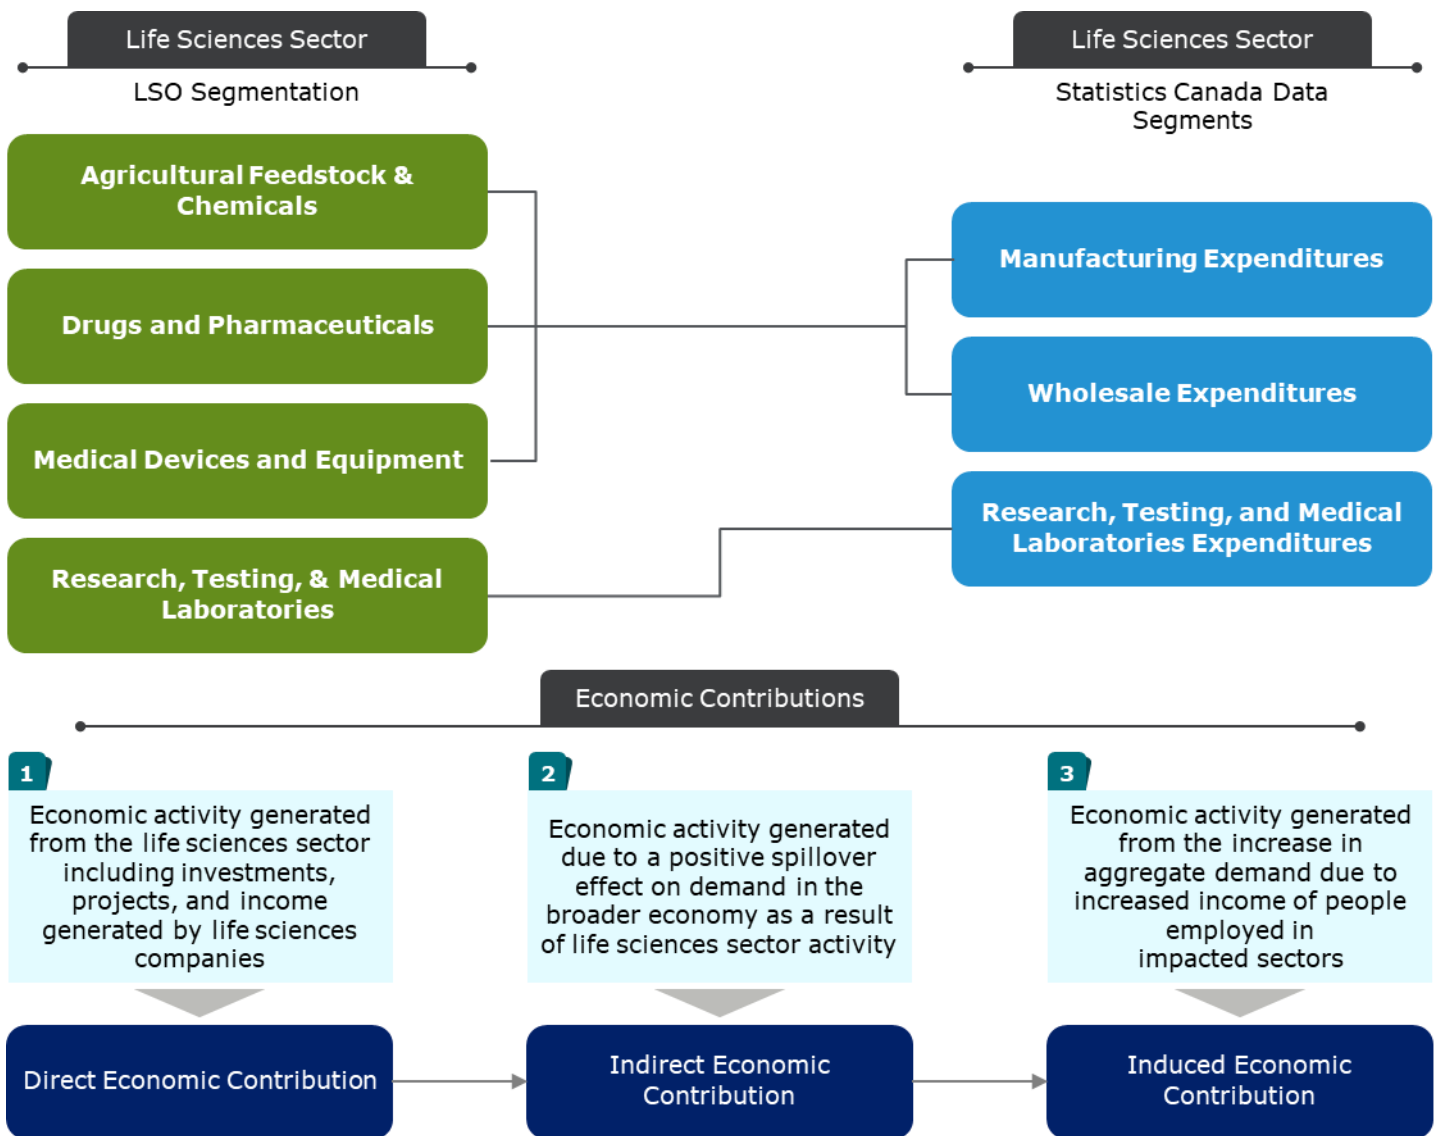 Life Sciences Sector
LSO Segmentation
Agricultural Feedstock &
Chemicals
Drugs and Pharmaceuticals
Medical Devices and Equipment
Research, Testing, & Medical
Laboratories
Life Sciences Sector
Statistics Canada Data
Segments
Manufacturing Expenditures
Wholesale Expenditures
Research, Testing, and Medical
Laboratories Expenditures
Economic Contributions
1
Economic activity generated
from the life sciences sector
including investments,
projects, and income
generated by life sciences
companies
Direct Economic Contribution
2
Economic activity generated
due to a positive spillover
effect on demand in the
broader economy as a result
of life sciences sector activity
Indirect Economic
Contribution
3
Economic activity generated
from the increase in
aggregate demand due to
increased income of people
employed in
impacted sectors
Induced Economic
Contribution